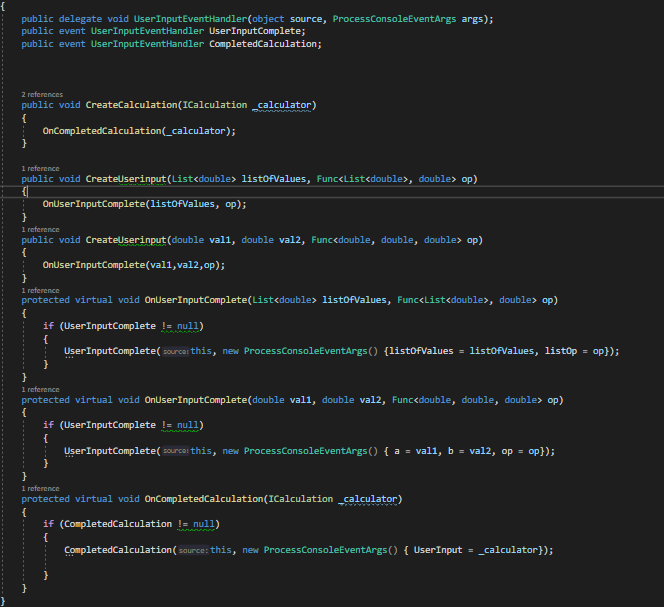 {
public delegate void UserInputEventHandler(object source, ProcessConsoleEventArgs args);
public event UserInputEventHandler UserInputComplete;
public event UserInputEventHandler CompletedCalculation;
2 references
public void CreateCalculation(ICalculation _calculator)
{
OnCompletedCalculation(_calculator);
}
1 reference
public void CreateUserinput(List<double> listOfValues, Func<List<double>, double> op)
{
OnUserInputComplete(listOfValues, op);
}
1 reference
public void CreateUserinput(double val1, double val2, Func<double, double, double> op)
{
OnUserInputComplete(val1,val2,op);
}
1 reference
protected virtual void OnUserInputComplete(List<double> listOfValues, Func<List<double>, double> op)
{
if (UserInputComplete != null)
{
UserInputComplete(source: this, new ProcessConsoleEventArgs() {listOfValues = listOfValues, listOp = op});
}
}
1 reference
protected virtual void OnUserInputComplete(double val1, double val2, Func<double, double, double> op)
{
if (UserInputComplete != null)
{
UserInputComplete(source: this, new ProcessConsoleEventArgs() { a = val1, b = val2, op = op});
}
}
1 reference
protected virtual void OnCompletedCalculation(ICalculation _calculator)
{
if (CompletedCalculation != null)
{
CompletedCalculation(source: this, new ProcessConsoleEventArgs() { UserInput = _calculator});
}
}
}